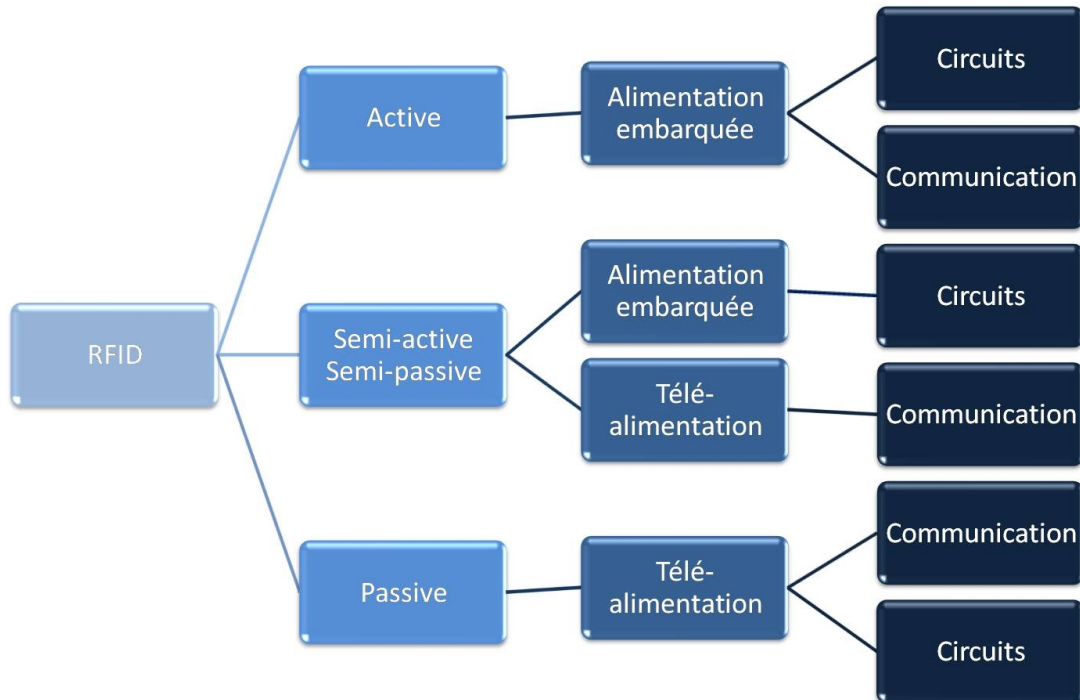 RFID
Active
Alimentation
embarquée
Circuits
Communication
Semi-active
Semi-passive
Alimentation
embarquée
Circuits
Télé-
alimentation
Communication
Passive
Télé-
alimentation
Communication
Circuits